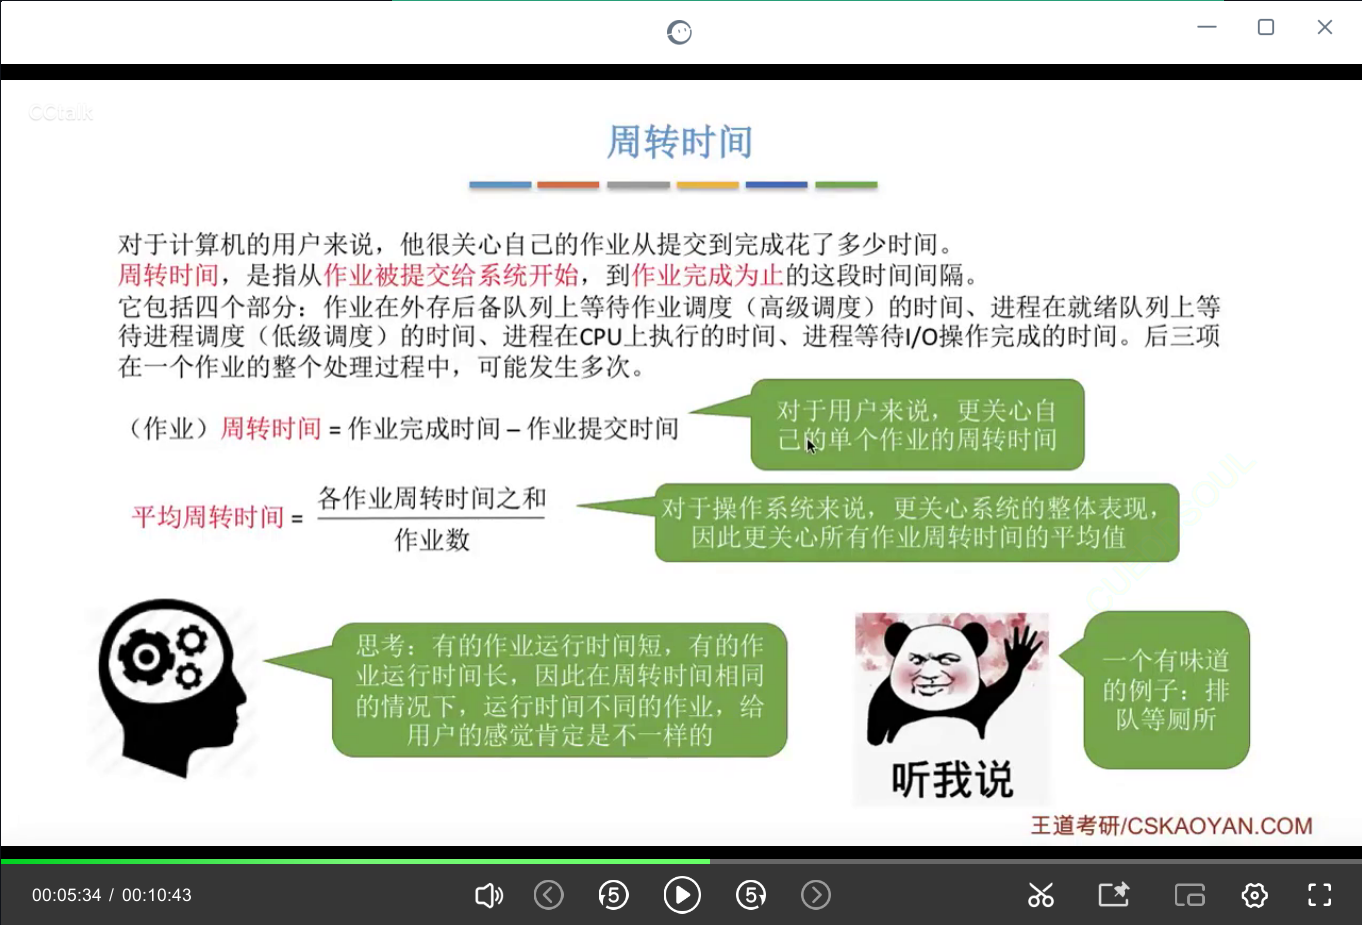 CCtalk
周转时间
对于计算机的用户来说，他很关心自己的作业从提交到完成花了多少时间。
周转时间，是指从作业被提交给系统开始，到作业完成为止的这段时间间隔。
它包括四个部分：作业在外存后备队列上等待作业调度（高级调度）的时间、进程在就绪队列上等
待进程调度（低级调度）的时间、进程在CPU上执行的时间、进程等待I/O操作完成的时间。后三项
在一个作业的整个处理过程中，可能发生多次。
（作业）周转时间 = 作业完成时间 – 作业提交时间
对于用户来说，更关心自
己的单个作业的周转时间
平均周转时间 =
各作业周转时间之和
作业数
对于操作系统来说，更关心系统的整体表现，
因此更关心所有作业周转时间的平均值
思考：有的作业运行时间短，有的作
业运行时间长，因此在周转时间相同
的情况下，运行时间不同的作业，给
用户的感觉肯定是不一样的
听我说
一个有味道
的例子：排
队等厕所
王道考研/CSKAOYAN.COM
00:05:34 / 00:10:43
5
5